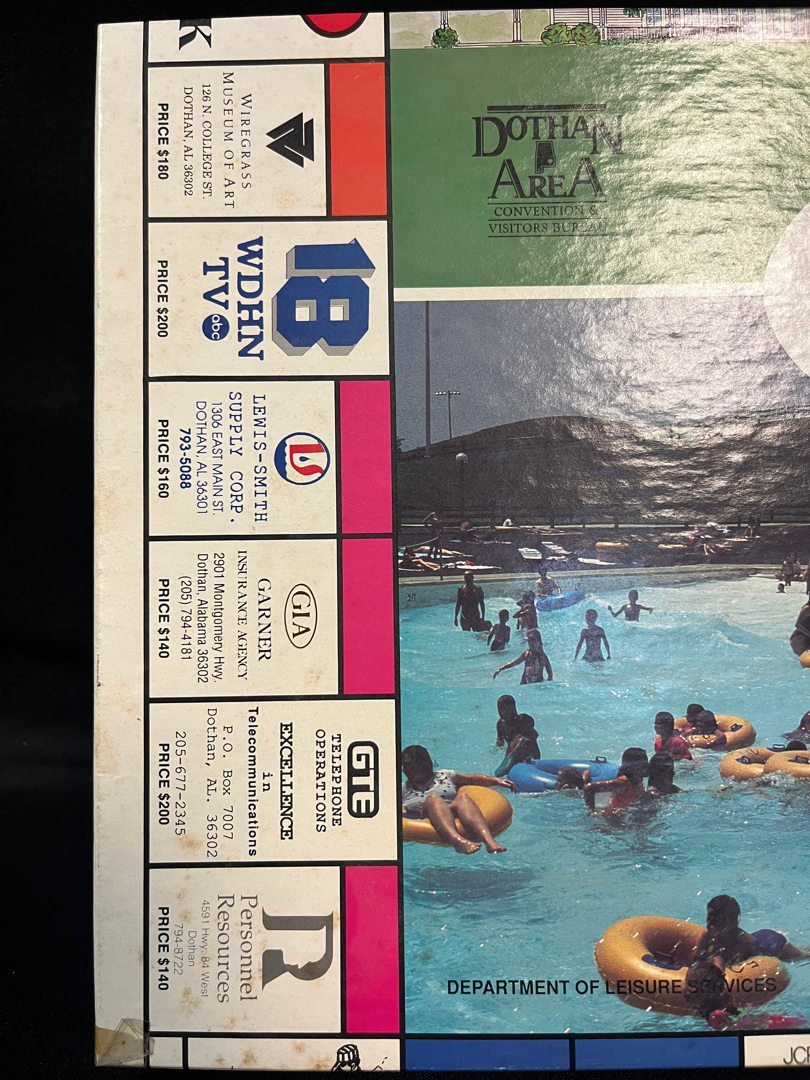 K
WIREGRASS
MUSEUM OF ART
126 N. COLLEGE ST.
DOTHAN, AL 36302
PRICE $180
18
WDHN
TV abc
PRICE $200
LS
LEWIS-SMITH
SUPPLY CORP.
1306 EAST MAIN ST.
DOTHAN, AL 36301
793-5088
PRICE $160
GIA
GARNER
INSURANCE AGENCY
2901 Montgomery Hwy.
Dothan, Alabama 36302
(205) 794-4181
PRICE $140
GTE
TELEPHONE
OPERATIONS
EXCELLENCE
in
Telecommunications
P.O. Box 7007
Dothan, AL. 36302
205-677-2345
PRICE $200
R
Personnel
Resources
4591 Hwy. 84 West
Dothan
794-8722
PRICE $140
DOTHAN
AREA
CONVENTION &
VISITORS BUREAU
DEPARTMENT OF LEISURE SERVICES